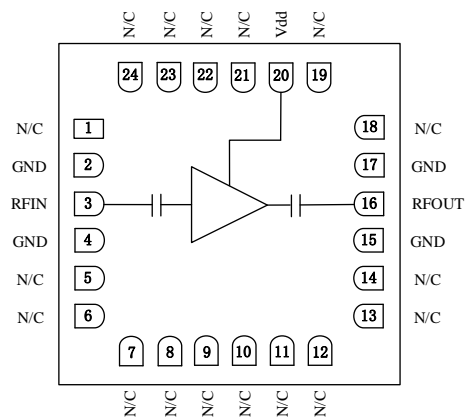 N/C N/C N/C N/C Vdd N/C
24 23 22 21 20 19
N/C 1 18 N/C
GND 2 17 GND
RFIN 3 16 RFOUT
GND 4 15 GND
N/C 5 14 N/C
N/C 6 13 N/C
7 8 9 10 11 12
N/C N/C N/C N/C N/C N/C